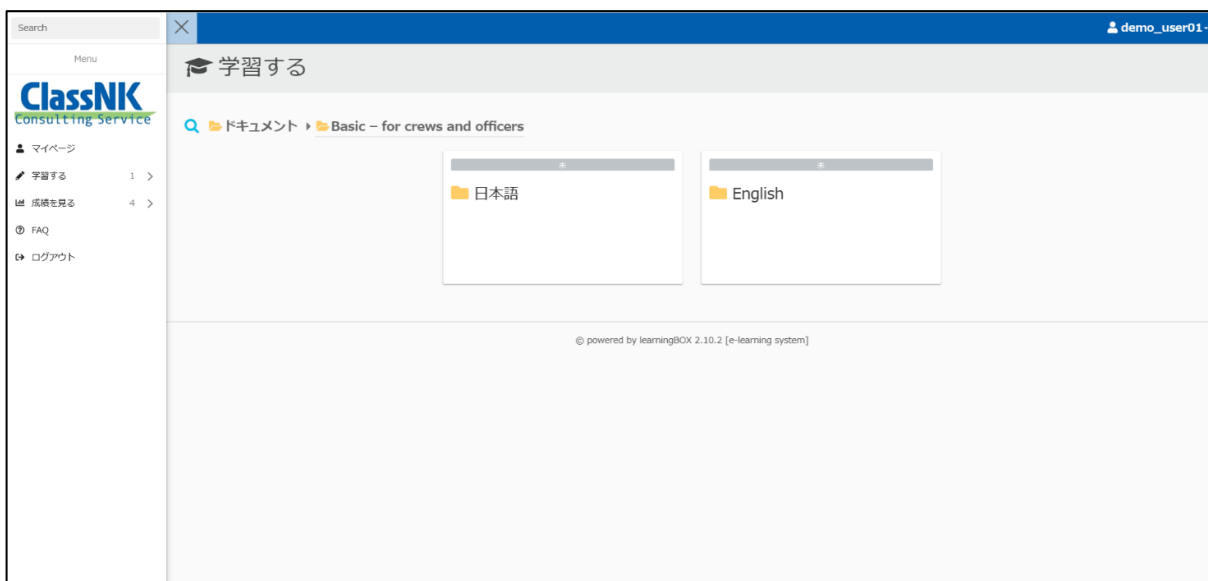 Search
demo_user01
Menu
学習する
ClassNK
Consulting Service
ドキュメント Basic – for crews and officers
マイページ
学習する 1
成績を見る 4
FAQ
ログアウト
未
日本語
未
English
© powered by learningBOX 2.10.2 [e-learning system]